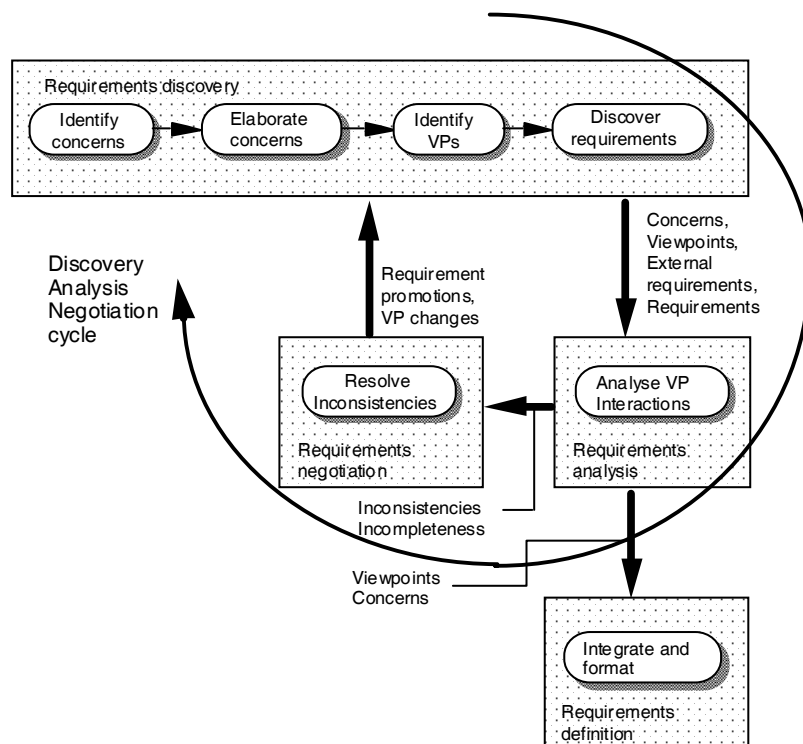 Requirements discovery
Identify
concerns
Elaborate
concerns
Identify
VPs
Discover
requirements
Concerns,
Viewpoints,
External
requirements,
Requirements
Discovery
Analysis
Negotiation
cycle
Requirement
promotions,
VP changes
Resolve
Inconsistencies
Requirements
negotiation
Analyse VP
Interactions
Requirements
analysis
Inconsistencies
Incompleteness
Viewpoints
Concerns
Integrate and
format
Requirements
definition